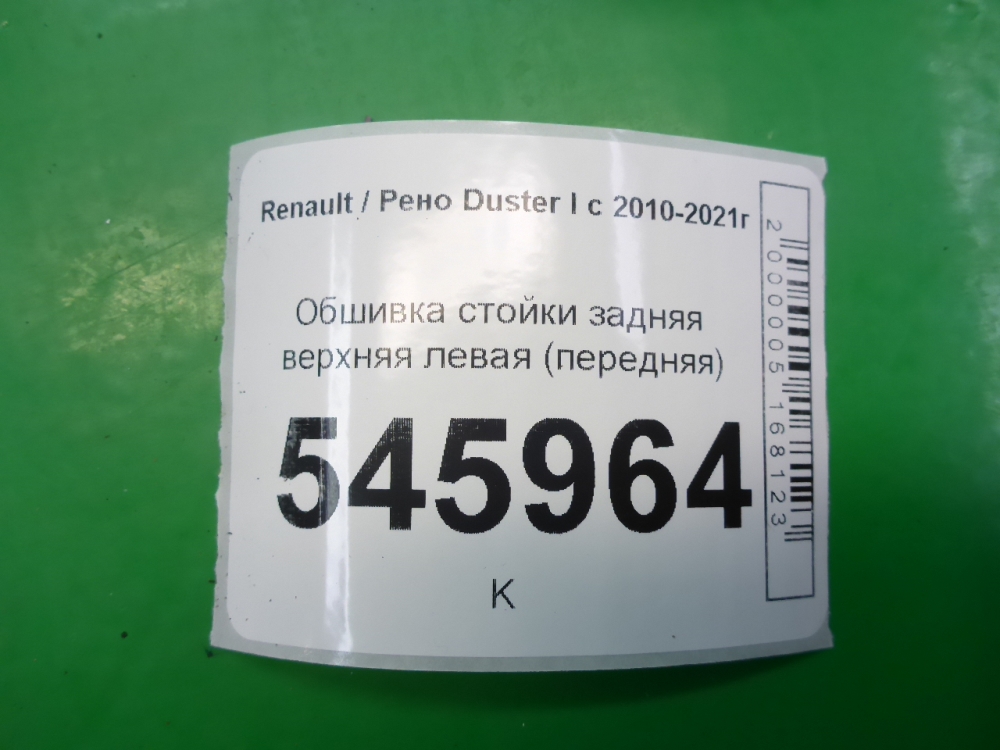 Renault / Рено Duster I с 2010-2021г
Обшивка стойки задняя
верхняя левая (передняя)
545964
К
2000005168123